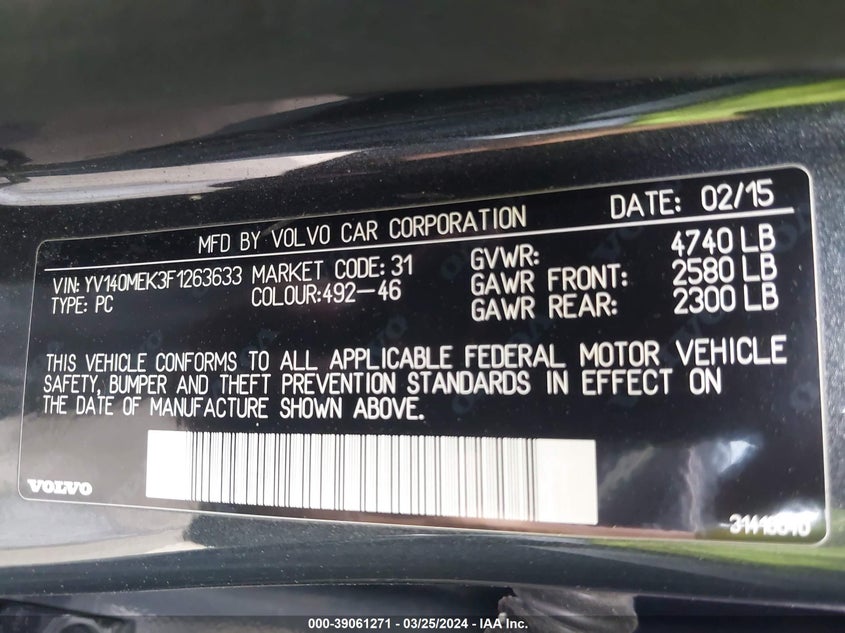 MFD BY VOLVO CAR CORPORATION DATE: 02/15
VIN: YV140MEK3F1263633 MARKET CODE: 31 GVWR: 4740 LB
TYPE: PC COLOUR:492-46 GAWR FRONT: 2580 LB
GAWR REAR: 2300 LB
THIS VEHICLE CONFORMS TO ALL APPLICABLE FEDERAL MOTOR VEHICLE
SAFETY, BUMPER AND THEFT PREVENTION STANDARDS IN EFFECT ON
THE DATE OF MANUFACTURE SHOWN ABOVE.
VOLVO
000-39061271 - 03/25/2024 - IAA Inc.